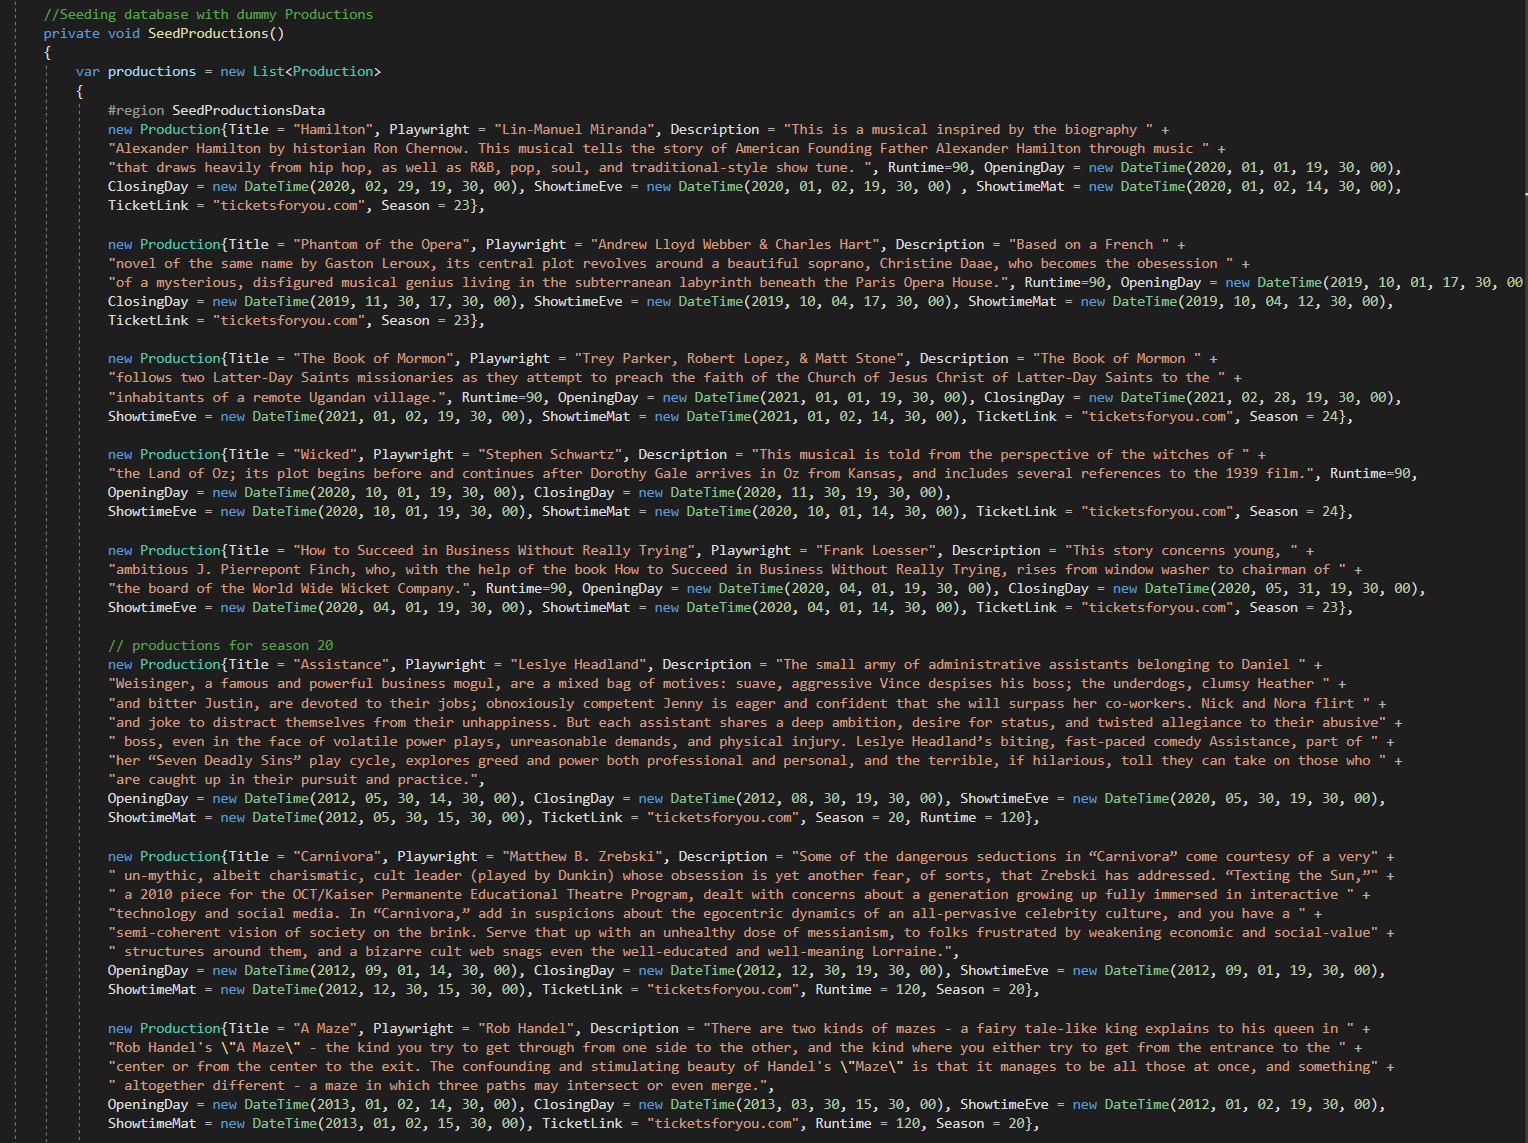 //Seeding database with dummy Productions
private void SeedProductions()
{
var productions = new List<Production>
{
#region SeedProductionsData
new Production{Title = "Hamilton", Playwright = "Lin-Manuel Miranda", Description = "This is a musical inspired by the biography " +
"Alexander Hamilton by historian Ron Chernow. This musical tells the story of American Founding Father Alexander Hamilton through music " +
"that draws heavily from hip hop, as well as R&B, pop, soul, and traditional-style show tune. ", Runtime=90, OpeningDay = new DateTime(2020, 01, 01, 19, 30, 00),
ClosingDay = new DateTime(2020, 02, 29, 19, 30, 00), ShowtimeEve = new DateTime(2020, 01, 02, 19, 30, 00) , ShowtimeMat = new DateTime(2020, 01, 02, 14, 30, 00),
TicketLink = "ticketsforyou.com", Season = 23},
new Production{Title = "Phantom of the Opera", Playwright = "Andrew Lloyd Webber & Charles Hart", Description = "Based on a French " +
"novel of the same name by Gaston Leroux, its central plot revolves around a beautiful soprano, Christine Daae, who becomes the obesession " +
"of a mysterious, disfigured musical genius living in the subterranean labyrinth beneath the Paris Opera House.", Runtime=90, OpeningDay = new DateTime(2019, 10, 01, 17, 30, 00
ClosingDay = new DateTime(2019, 11, 30, 17, 30, 00), ShowtimeEve = new DateTime(2019, 10, 04, 17, 30, 00), ShowtimeMat = new DateTime(2019, 10, 04, 12, 30, 00),
TicketLink = "ticketsforyou.com", Season = 23},
new Production{Title = "The Book of Mormon", Playwright = "Trey Parker, Robert Lopez, & Matt Stone", Description = "The Book of Mormon " +
"follows two Latter-Day Saints missionaries as they attempt to preach the faith of the Church of Jesus Christ of Latter-Day Saints to the " +
"inhabitants of a remote Ugandan village.", Runtime=90, OpeningDay = new DateTime(2021, 01, 01, 19, 30, 00), ClosingDay = new DateTime(2021, 02, 28, 19, 30, 00),
ShowtimeEve = new DateTime(2021, 01, 02, 19, 30, 00), ShowtimeMat = new DateTime(2021, 01, 02, 14, 30, 00), TicketLink = "ticketsforyou.com", Season = 24},
new Production{Title = "Wicked", Playwright = "Stephen Schwartz", Description = "This musical is told from the perspective of the witches of " +
"the Land of Oz; its plot begins before and continues after Dorothy Gale arrives in Oz from Kansas, and includes several references to the 1939 film.", Runtime=90,
OpeningDay = new DateTime(2020, 10, 01, 19, 30, 00), ClosingDay = new DateTime(2020, 11, 30, 19, 30, 00),
ShowtimeEve = new DateTime(2020, 10, 01, 19, 30, 00), ShowtimeMat = new DateTime(2020, 10, 01, 14, 30, 00), TicketLink = "ticketsforyou.com", Season = 24},
new Production{Title = "How to Succeed in Business Without Really Trying", Playwright = "Frank Loesser", Description = "This story concerns young, " +
"ambitious J. Pierrepont Finch, who, with the help of the book How to Succeed in Business Without Really Trying, rises from window washer to chairman of " +
"the board of the World Wide Wicket Company.", Runtime=90, OpeningDay = new DateTime(2020, 04, 01, 19, 30, 00), ClosingDay = new DateTime(2020, 05, 31, 19, 30, 00),
ShowtimeEve = new DateTime(2020, 04, 01, 19, 30, 00), ShowtimeMat = new DateTime(2020, 04, 01, 14, 30, 00), TicketLink = "ticketsforyou.com", Season = 23},
// productions for season 20
new Production{Title = "Assistance", Playwright = "Leslye Headland", Description = "The small army of administrative assistants belonging to Daniel " +
"Weisinger, a famous and powerful business mogul, are a mixed bag of motives: suave, aggressive Vince despises his boss; the underdogs, clumsy Heather " +
"and bitter Justin, are devoted to their jobs; obnoxiously competent Jenny is eager and confident that she will surpass her co-workers. Nick and Nora flirt " +
"and joke to distract themselves from their unhappiness. But each assistant shares a deep ambition, desire for status, and twisted allegiance to their abusive" +
" boss, even in the face of volatile power plays, unreasonable demands, and physical injury. Leslye Headland’s biting, fast-paced comedy Assistance, part of " +
"her “Seven Deadly Sins” play cycle, explores greed and power both professional and personal, and the terrible, if hilarious, toll they can take on those who " +
"are caught up in their pursuit and practice.",
OpeningDay = new DateTime(2012, 05, 30, 14, 30, 00), ClosingDay = new DateTime(2012, 08, 30, 19, 30, 00), ShowtimeEve = new DateTime(2020, 05, 30, 19, 30, 00),
ShowtimeMat = new DateTime(2012, 05, 30, 15, 30, 00), TicketLink = "ticketsforyou.com", Season = 20, Runtime = 120},
new Production{Title = "Carnivora", Playwright = "Matthew B. Zrebski", Description = "Some of the dangerous seductions in “Carnivora” come courtesy of a very" +
" un-mythic, albeit charismatic, cult leader (played by Dunkin) whose obsession is yet another fear, of sorts, that Zrebski has addressed. “Texting the Sun,”" +
" a 2010 piece for the OCT/Kaiser Permanente Educational Theatre Program, dealt with concerns about a generation growing up fully immersed in interactive " +
"technology and social media. In “Carnivora,” add in suspicions about the egocentric dynamics of an all-pervasive celebrity culture, and you have a " +
"semi-coherent vision of society on the brink. Serve that up with an unhealthy dose of messianism, to folks frustrated by weakening economic and social-value" +
" structures around them, and a bizarre cult web snags even the well-educated and well-meaning Lorraine.",
OpeningDay = new DateTime(2012, 09, 01, 14, 30, 00), ClosingDay = new DateTime(2012, 12, 30, 19, 30, 00), ShowtimeEve = new DateTime(2012, 09, 01, 19, 30, 00),
ShowtimeMat = new DateTime(2012, 12, 30, 15, 30, 00), TicketLink = "ticketsforyou.com", Runtime = 120, Season = 20},
new Production{Title = "A Maze", Playwright = "Rob Handel", Description = "There are two kinds of mazes - a fairy tale-like king explains to his queen in " +
"Rob Handel's \"A Maze\" - the kind you try to get through from one side to the other, and the kind where you either try to get from the entrance to the " +
"center or from the center to the exit. The confounding and stimulating beauty of Handel's \"Maze\" is that it manages to be all those at once, and something" +
" altogether different - a maze in which three paths may intersect or even merge.",
OpeningDay = new DateTime(2013, 01, 02, 14, 30, 00), ClosingDay = new DateTime(2013, 03, 30, 15, 30, 00), ShowtimeEve = new DateTime(2012, 01, 02, 19, 30, 00),
ShowtimeMat = new DateTime(2013, 01, 02, 15, 30, 00), TicketLink = "ticketsforyou.com", Runtime = 120, Season = 20},